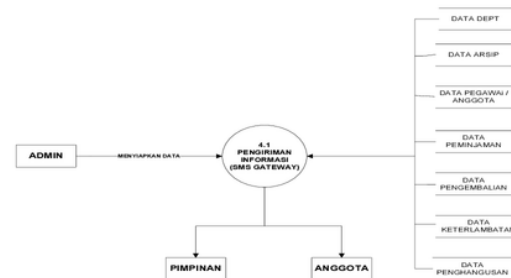 DATA DEPT
DATA ARSIP
DATA PEGAWAI /
ANGGOTA
4.1
PENGIRIMAN
INFORMASI
(SMS GATEWAY)
ADMIN
MENYIAPKAN DATA
DATA
PEMINJAMAN
DATA
PENGEMBALIAN
DATA
KETERLAMBATAN
PIMPINAN
ANGGOTA
DATA
PENGHANGUSAN